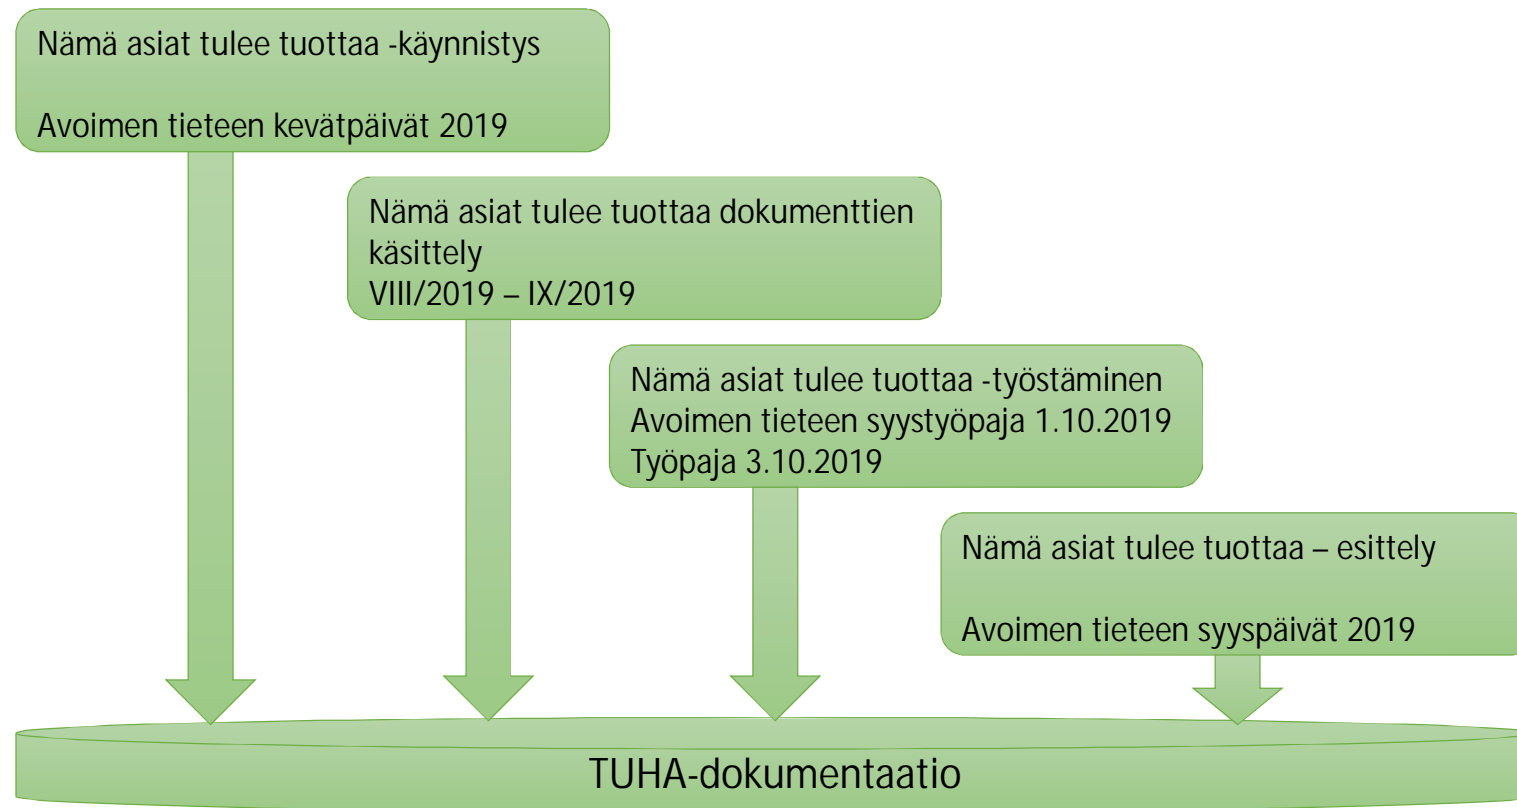 Nämä asiat tulee tuottaa -käynnistys
Avoimen tieteen kevätpäivät 2019
Nämä asiat tulee tuottaa dokumenttien
käsittely
VIII/2019 – IX/2019
Nämä asiat tulee tuottaa -työstäminen
Avoimen tieteen syystyöpaja 1.10.2019
Työpaja 3.10.2019
Nämä asiat tulee tuottaa – esittely
Avoimen tieteen syyspäivät 2019
TUHA-dokumentaatio